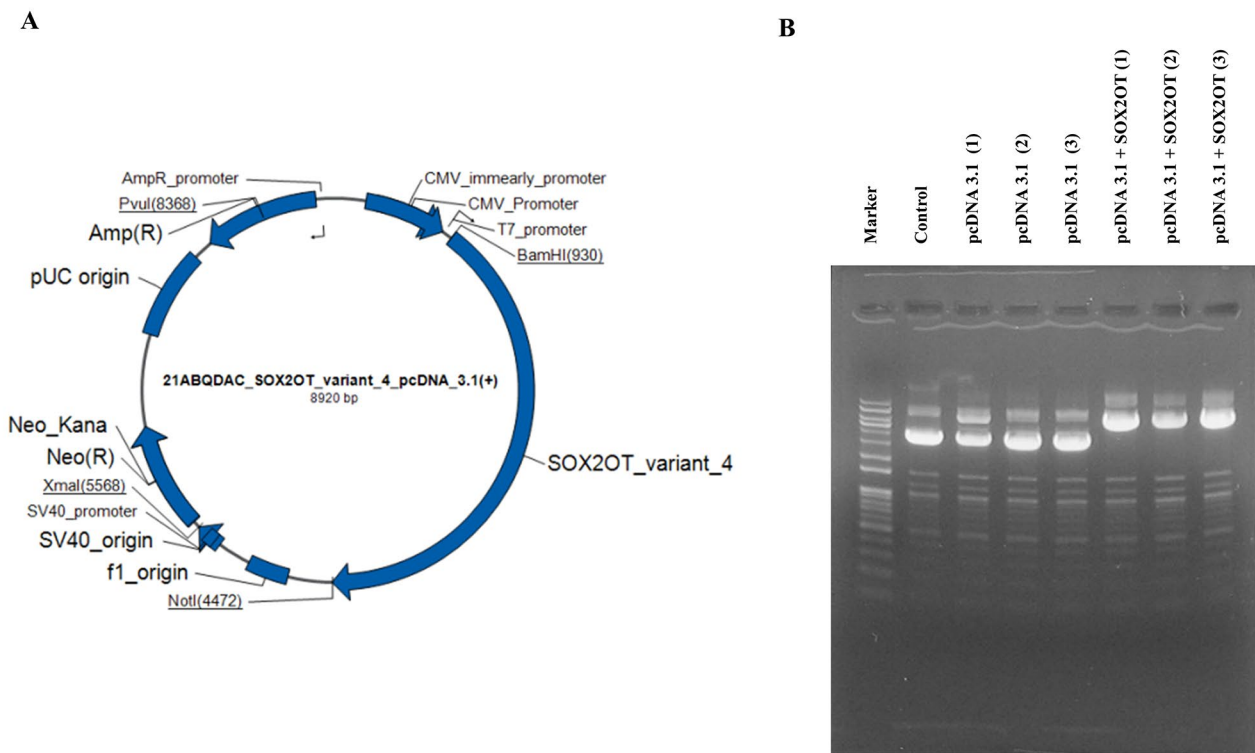 A
AmpR_promoter
PvuI(8368)
Amp(R)
pUC origin
CMV_immearly_promoter
CMV_Promoter
T7_promoter
BamHI(930)
21ABQDAC_SOX2OT_variant_4_pcDNA_3.1(+)
8920 bp
Neo_Kana
Neo(R)
XmaI(5568)
SV40_promoter
SV40_origin
f1_origin
NotI(4472)
SOX2OT_variant_4
B
Marker
Control
pcDNA 3.1 (1)
pcDNA 3.1 (2)
pcDNA 3.1 (3)
pcDNA 3.1 + SOX2OT (1)
pcDNA 3.1 + SOX2OT (2)
pcDNA 3.1 + SOX2OT (3)